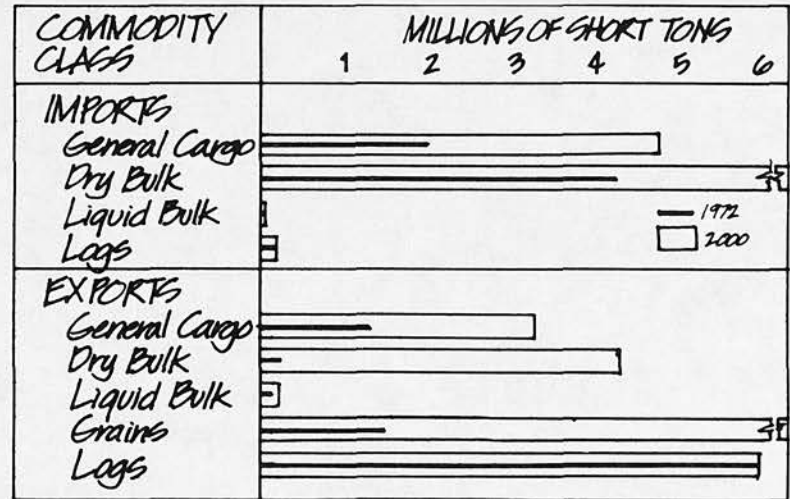 COMMODITY CLASS
MILLIONS OF SHORT TONS
1 2 3 4 5 6
IMPORTS
General Cargo
Dry Bulk
Liquid Bulk
Logs
1972
2000
EXPORTS
General Cargo
Dry Bulk
Liquid Bulk
Grains
Logs